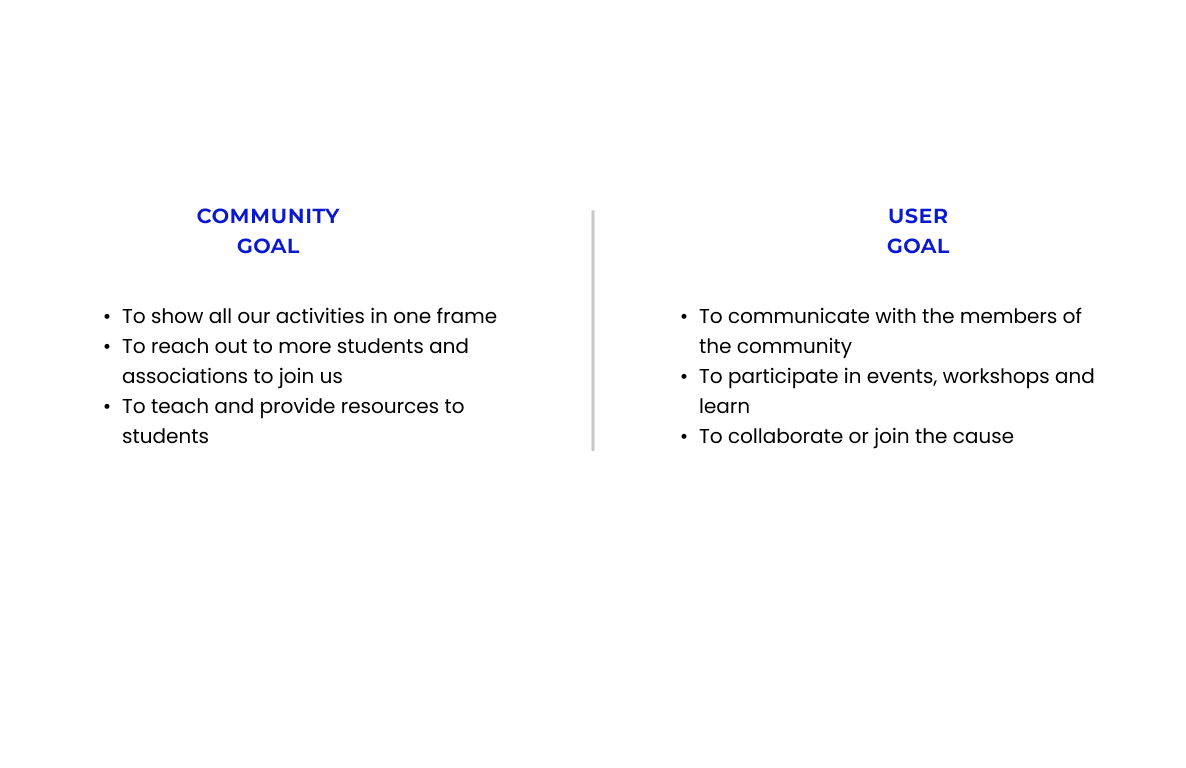 COMMUNITY
GOAL
• To show all our activities in one frame
• To reach out to more students and
associations to join us
• To teach and provide resources to
students
USER
GOAL
• To communicate with the members of
the community
• To participate in events, workshops and
learn
• To collaborate or join the cause